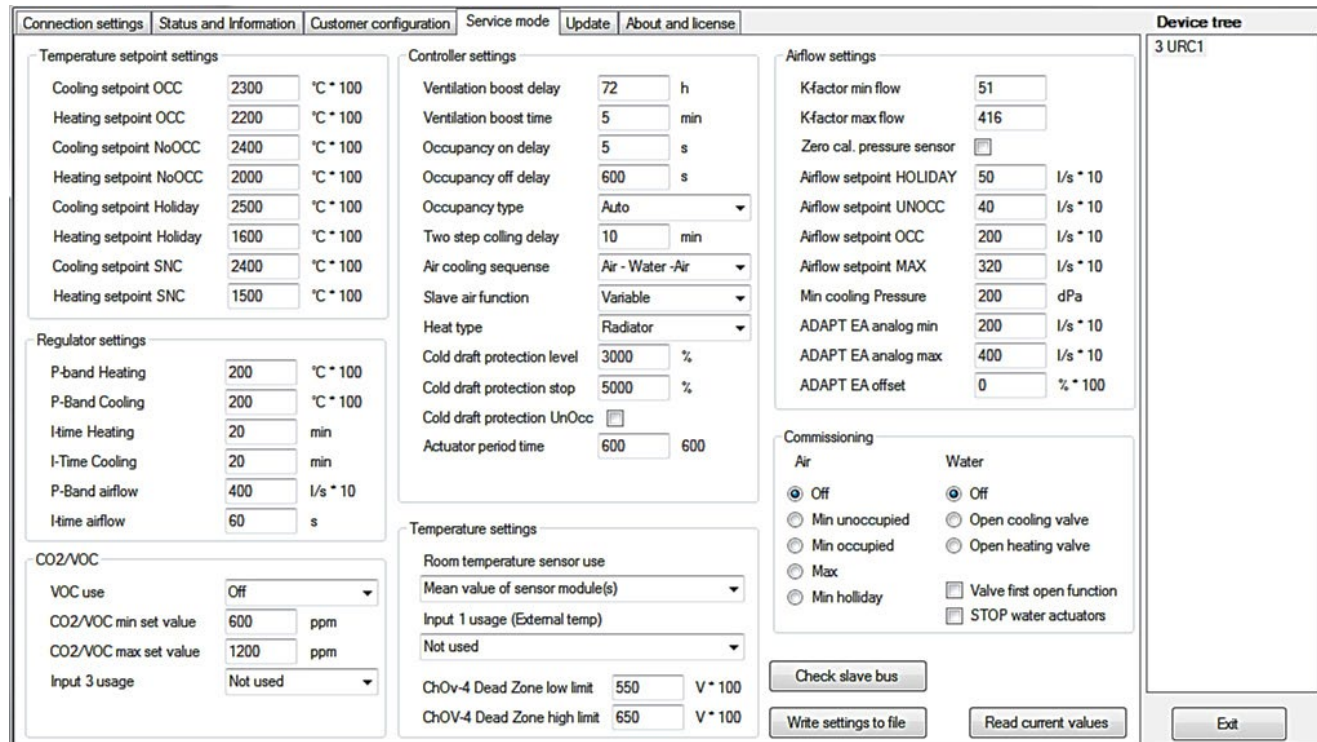 Connection settings Status and Information Customer configuration Service mode Update About and license
Device tree
3 URC1
Temperature setpoint settings
Cooling setpoint OCC 2300 °C * 100
Heating setpoint OCC 2200 °C * 100
Cooling setpoint NoOCC 2400 °C * 100
Heating setpoint NoOCC 2000 °C * 100
Cooling setpoint Holiday 2500 °C * 100
Heating setpoint Holiday 1600 °C * 100
Cooling setpoint SNC 2400 °C * 100
Heating setpoint SNC 1500 °C * 100
Regulator settings
P-band Heating 200 °C * 100
P-Band Cooling 200 °C * 100
I-time Heating 20 min
I-Time Cooling 20 min
P-Band airflow 400 l/s * 10
I-time airflow 60 s
CO2/VOC
VOC use Off
CO2/VOC min set value 600 ppm
CO2/VOC max set value 1200 ppm
Input 3 usage Not used
Controller settings
Ventilation boost delay 72 h
Ventilation boost time 5 min
Occupancy on delay 5 s
Occupancy off delay 600 s
Occupancy type Auto
Two step colling delay 10 min
Air cooling sequense Air - Water -Air
Slave air function Variable
Heat type Radiator
Cold draft protection level 3000 %
Cold draft protection stop 5000 %
Cold draft protection UnOcc
Actuator period time 600 600
Temperature settings
Room temperature sensor use
Mean value of sensor module(s)
Input 1 usage (External temp)
Not used
ChOv-4 Dead Zone low limit 550 V * 100
ChOV-4 Dead Zone high limit 650 V * 100
Airflow settings
K-factor min flow 51
K-factor max flow 416
Zero cal. pressure sensor
Airflow setpoint HOLIDAY 50 l/s * 10
Airflow setpoint UNOCC 40 l/s * 10
Airflow setpoint OCC 200 l/s * 10
Airflow setpoint MAX 320 l/s * 10
Min cooling Pressure 200 dPa
ADAPT EA analog min 200 l/s * 10
ADAPT EA analog max 400 l/s * 10
ADAPT EA offset 0 % * 100
Commissioning
Air Water
Off Off
Min unoccupied Open cooling valve
Min occupied Open heating valve
Max
Valve first open function
Min holliday
STOP water actuators
Check slave bus
Write settings to file Read current values Exit